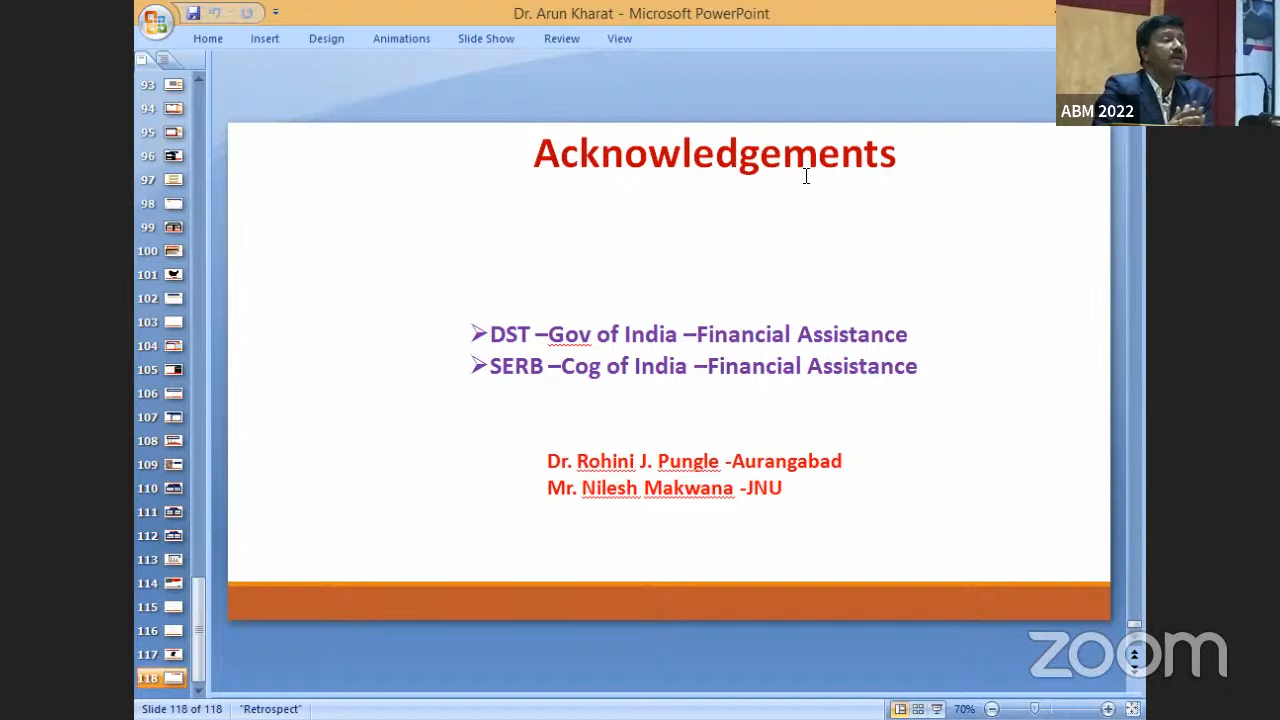 Dr. Arun Kharat - Microsoft PowerPoint
Home Insert Design Animations Slide Show Review View
ABM 2022
93
94
95
96
97
98
99
100
101
102
103
104
105
106
107
108
109
110
111
112
113
114
115
116
117
118
Acknowledgements
DST –Gov of India –Financial Assistance
SERB –Cog of India –Financial Assistance
Dr. Rohini J. Pungle -Aurangabad
Mr. Nilesh Makwana -JNU
zoom
Slide 118 of 118 "Retrospect" 70%